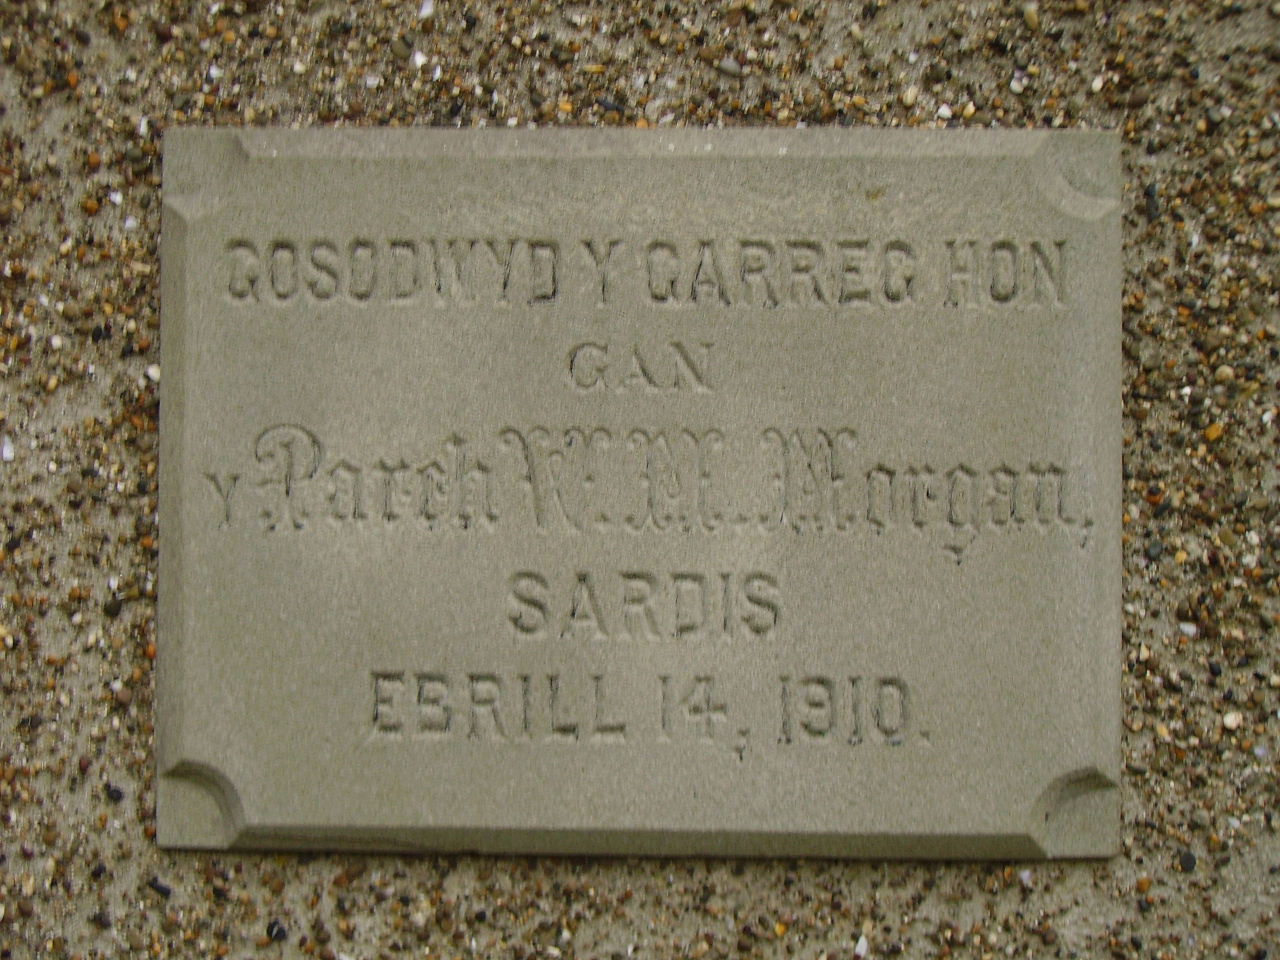 GOSODWYD Y GARREG HON
GAN
Y Parch W. M. Morgan,
SARDIS
EBRILL 14, 1910.